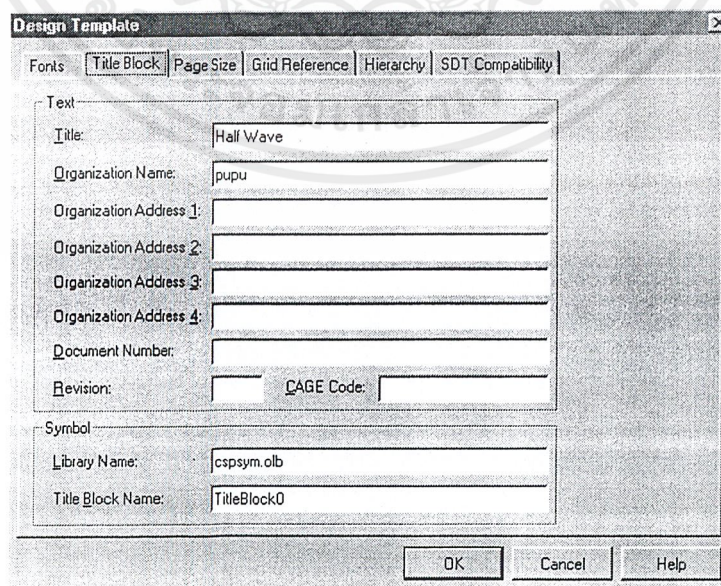 Design Template
Fonts Title Block Page Size Grid Reference Hierarchy SDT Compatibility
Text
Title: Half Wave
Organization Name: pupu
Organization Address 1:
Organization Address 2:
Organization Address 3:
Organization Address 4:
Document Number:
Revision: CAGE Code:
Symbol
Library Name: cspsym.olb
Title Block Name: TitleBlock0
OK Cancel Help